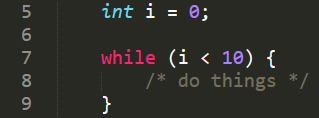 5 int i = 0;
6
7 while (i < 10) {
8 /* do things */
9 }